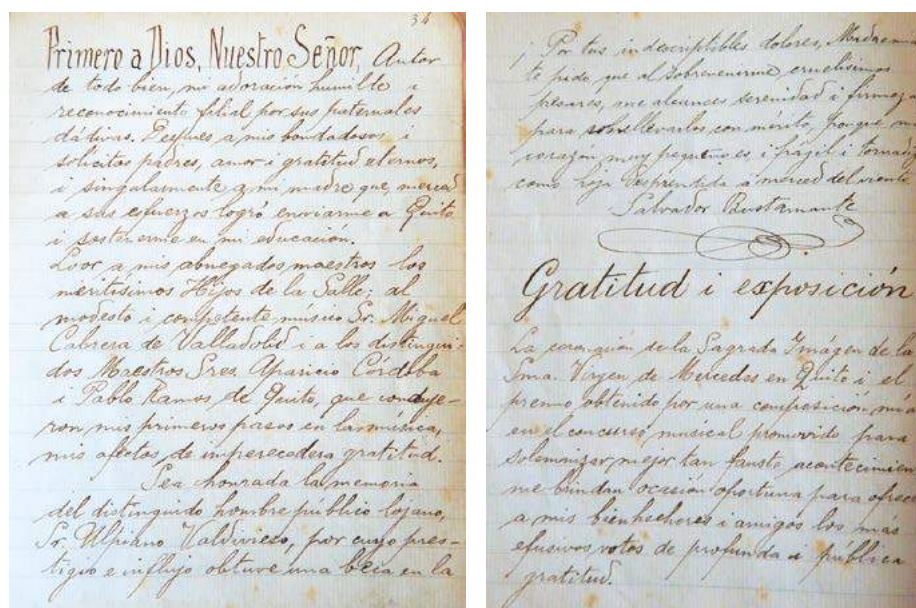 34
Primero a Dios, Nuestro Señor, Autor
de todo bien, mi adoración humilde i
reconocimiento filial por sus paternales
dádivas. Después a mis bondadosos i
solícitos padres, amor i gratitud eternos,
i singularmente a mi madre que, merced
a sus esfuerzos logró enviarme a Quito
i sostenerme en mi educación.
Loor a mis abnegados maestros los
meritísimos Hijos de la Salle; al
modesto i competente músico Sr. Miguel
Cabrera de Valladolid i a los distingui-
dos Maestros Sres. Aparicio Córdoba
i Pablo Ramos de Quito, que conduje-
ron mis primeros pasos en la música,
mis afectos de imperecedera gratitud.
Sea honrada la memoria
del distinguido hombre público lojano,
Sr. Ulpiano Valdivieso, por cuyo pres-
tigio e influjo obtuve una beca en la
¡Por tus indescriptibles dolores, Madre
te pido que al sobrevenirme cruelísimos
pesares, me alcances serenidad i firmeza
para sobrellevarlos con mérito, porque mi
corazón muy pequeño es, i frágil i
como hoja desprendida á merced del viento
Salvador Bustamante
Gratitud i exposición
La coronación de la Sagrada Imágen de la
Sma. Virgen de Mercedes en Quito i el
premio obtenido por una composición mía
en el concurso musical promovido para
solemnizar mejor tan fausto acontecimien
me brindan ocasión oportuna para ofrec
a mis bienhechores i amigos los más
efusivos votos de profunda i pública
gratitud.